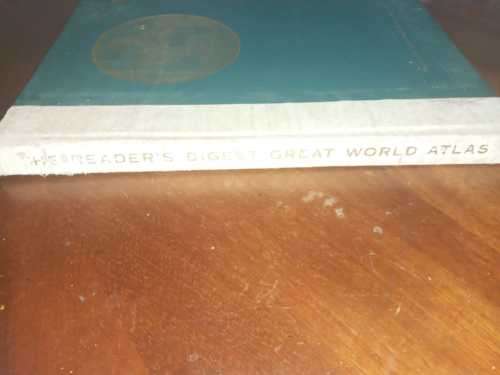 THE READER'S DIGEST GREAT WORLD ATLAS